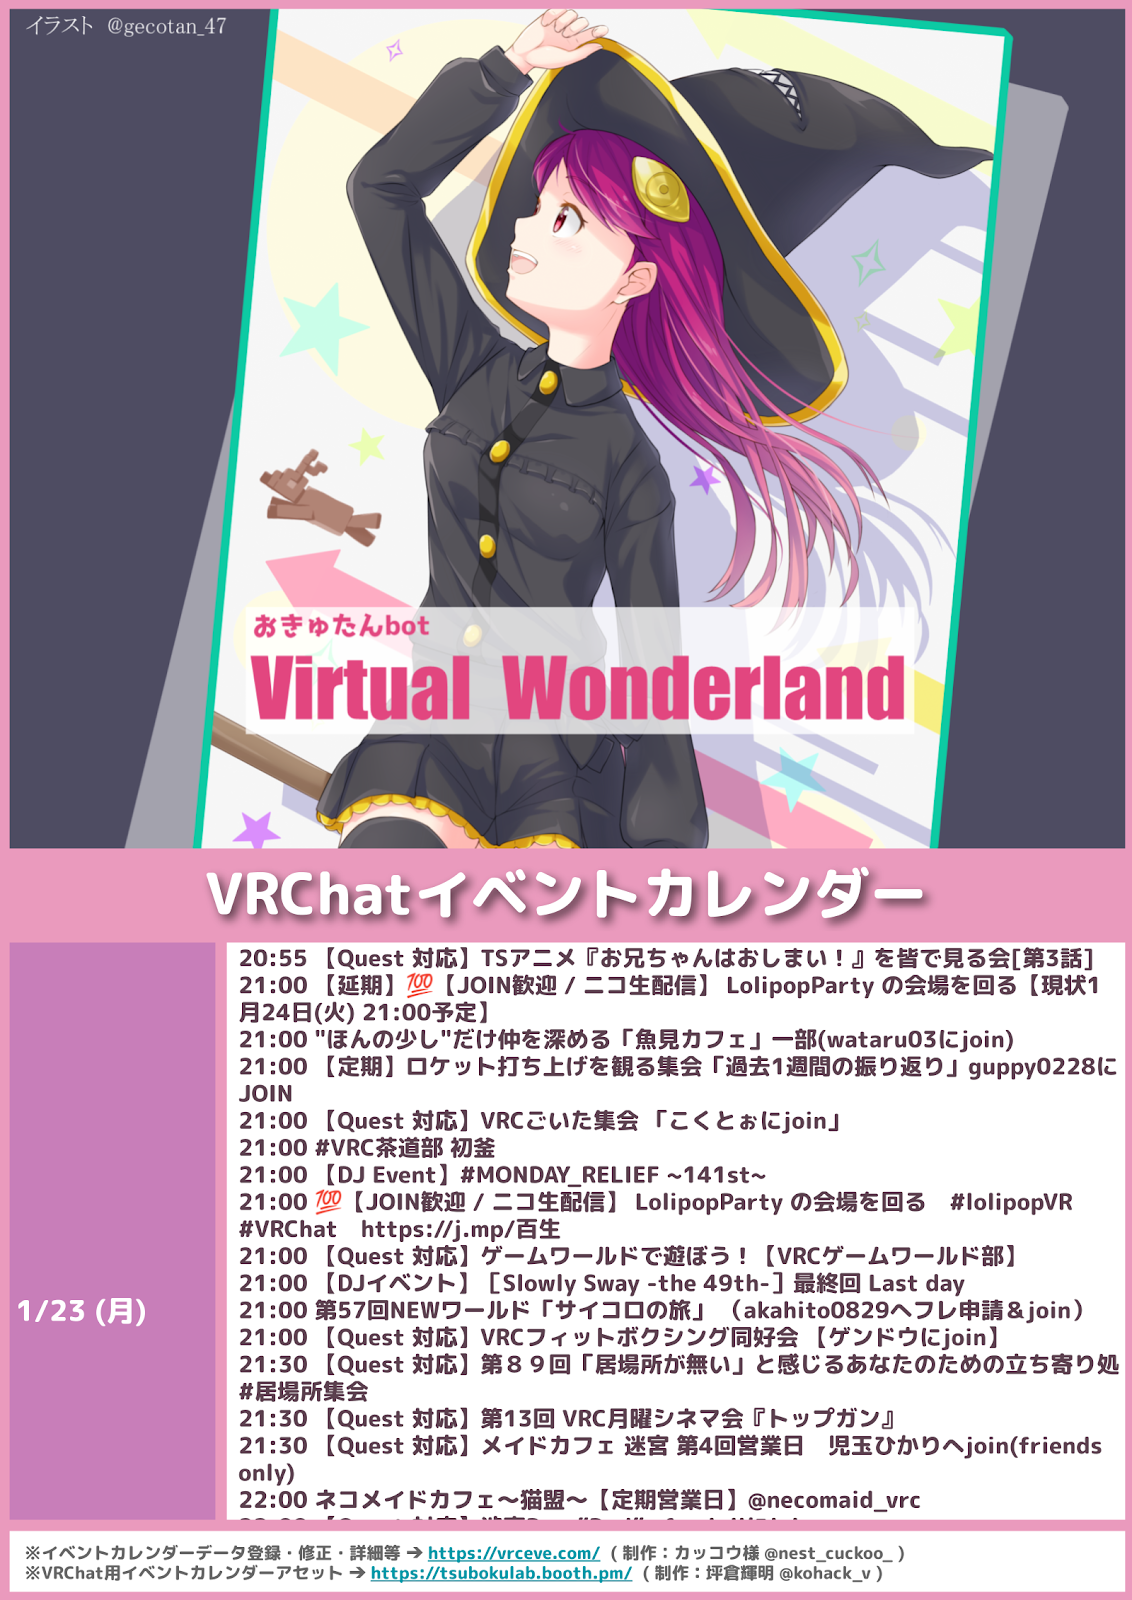 イラスト @gecotan_47
おきゅたんbot
Virtual Wonderland
VRChatイベントカレンダー
1/23 (月)
20:55 【Quest 対応】TSアニメ『お兄ちゃんはおしまい！』を皆で見る会[第3話]
21:00 【延期】💯【JOIN歓迎 / ニコ生配信】 LolipopParty の会場を回る【現状1
月24日(火) 21:00予定】
21:00 "ほんの少し"だけ仲を深める「魚見カフェ」一部(wataru03にjoin)
21:00 【定期】ロケット打ち上げを観る集会「過去1週間の振り返り」guppy0228に
JOIN
21:00 【Quest 対応】VRCごいた集会 「こくとぉにjoin」
21:00 #VRC茶道部 初釜
21:00 【DJ Event】#MONDAY_RELIEF ~141st~
21:00 💯【JOIN歓迎 / ニコ生配信】 LolipopParty の会場を回る　#lolipopVR
#VRChat　https://j.mp/百生
21:00 【Quest 対応】ゲームワールドで遊ぼう！【VRCゲームワールド部】
21:00 【DJイベント】［Slowly Sway -the 49th-］最終回 Last day
21:00 第57回NEWワールド「サイコロの旅」（akahito0829へフレ申請＆join）
21:00 【Quest 対応】VRCフィットボクシング同好会 【ゲンドウにjoin】
21:30 【Quest 対応】第８９回「居場所が無い」と感じるあなたのための立ち寄り処
#居場所集会
21:30 【Quest 対応】第13回 VRC月曜シネマ会『トップガン』
21:30 【Quest 対応】メイドカフェ 迷宮 第4回営業日　児玉ひかりへjoin(friends
only)
22:00 ネコメイドカフェ～猫盟～【定期営業日】@necomaid_vrc
※イベントカレンダーデータ登録・修正・詳細等 ➔ https://vrceve.com/ ( 制作：カッコウ様 @nest_cuckoo_ )
※VRChat用イベントカレンダーアセット ➔ https://tsubokulab.booth.pm/ ( 制作：坪倉輝明 @kohack_v )